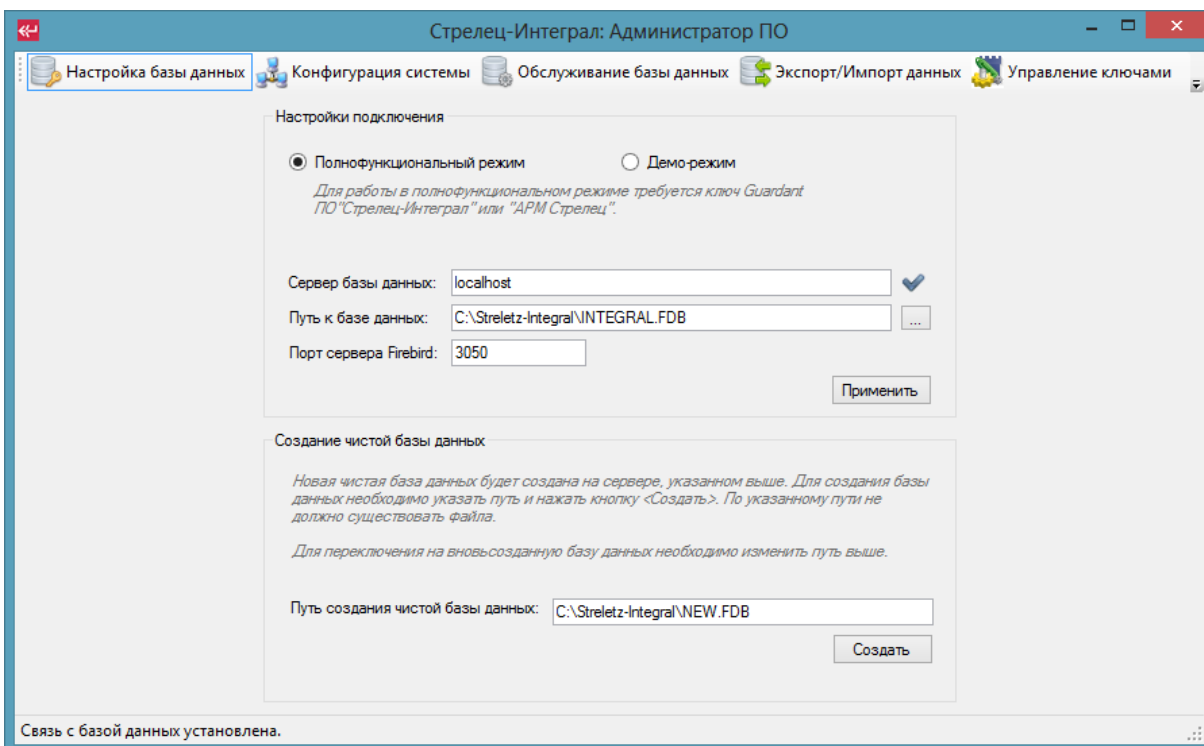 Стрелец-Интеграл: Администратор ПО
Настройка базы данных Конфигурация системы Обслуживание базы данных Экспорт/Импорт данных Управление ключами
Настройки подключения
Полнофункциональный режим Демо-режим
Для работы в полнофункциональном режиме требуется ключ Guardant
ПО"Стрелец-Интеграл" или "АРМ Стрелец".
Сервер базы данных: localhost
Путь к базе данных: C:\Streletz-Integral\INTEGRAL.FDB ...
Порт сервера Firebird: 3050
Применить
Создание чистой базы данных
Новая чистая база данных будет создана на сервере, указанном выше. Для создания базы
данных необходимо указать путь и нажать кнопку <Создать>. По указанному пути не
должно существовать файла.
Для переключения на вновьсозданную базу данных необходимо изменить путь выше.
Путь создания чистой базы данных: C:\Streletz-Integral\NEW.FDB
Создать
Связь с базой данных установлена.